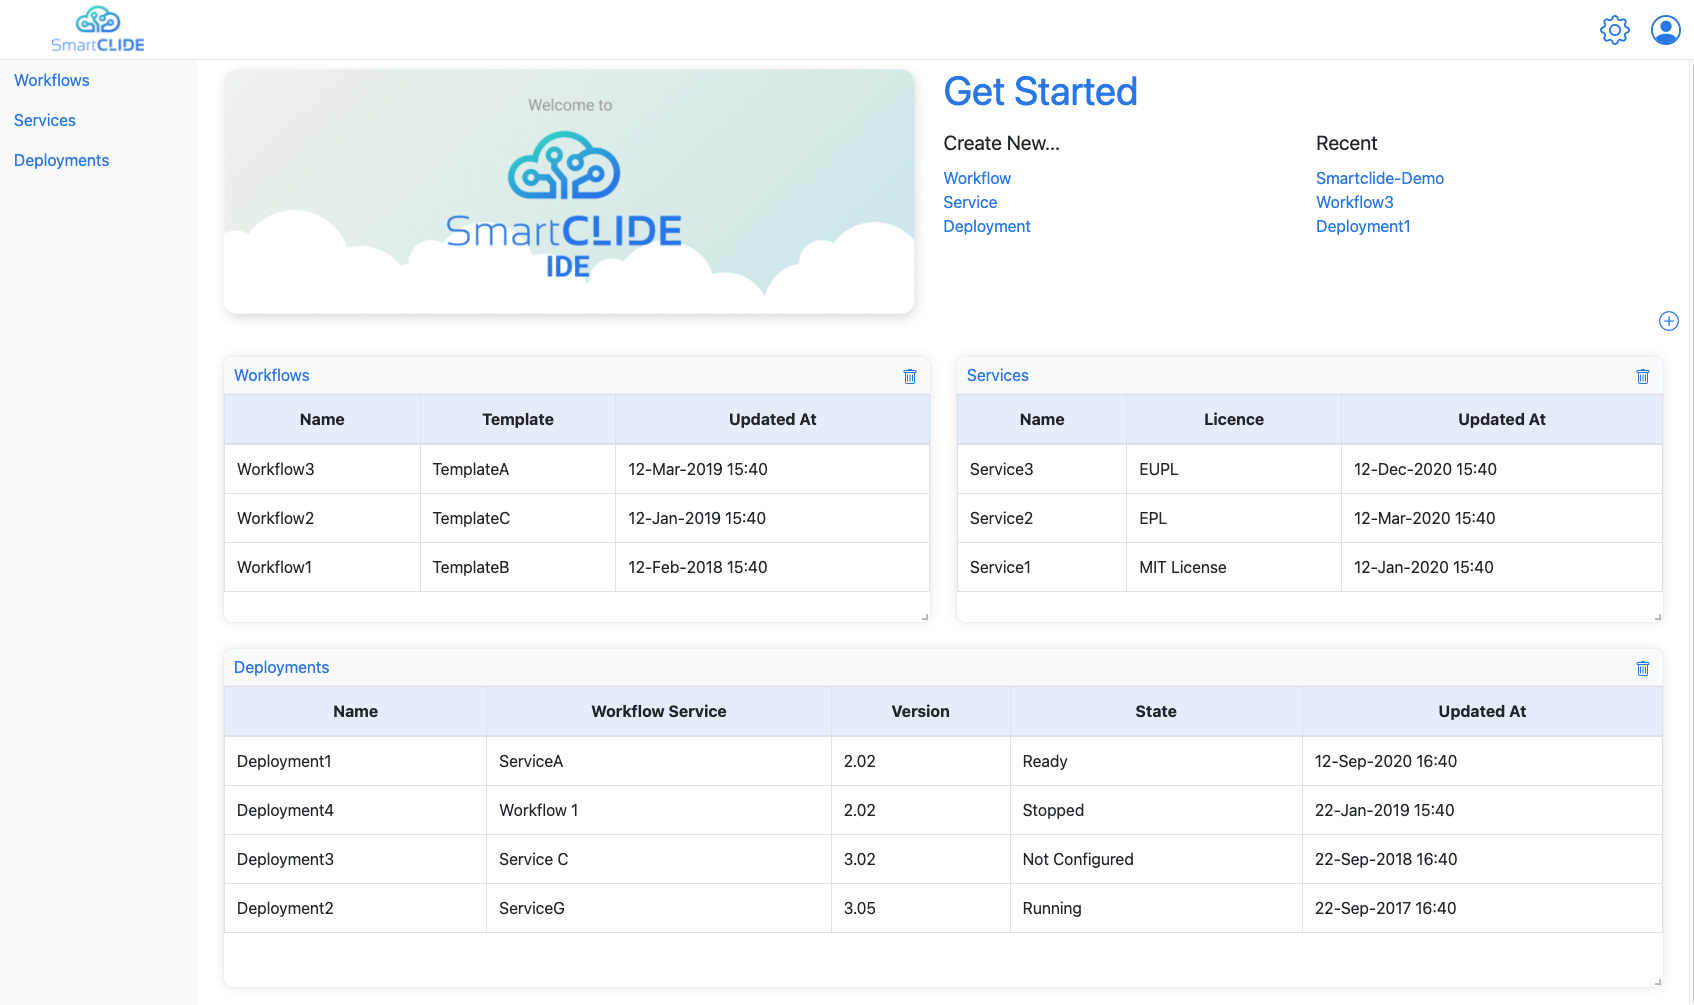 SmartCLIDE
Workflows
Services
Deployments
Welcome to
SmartCLIDE
IDE
Get Started
Create New...
Workflow
Service
Deployment
Recent
Smartclide-Demo
Workflow3
Deployment1
Workflows
Name Template Updated At
Workflow3 TemplateA 12-Mar-2019 15:40
Workflow2 TemplateC 12-Jan-2019 15:40
Workflow1 TemplateB 12-Feb-2018 15:40
Services
Name Licence Updated At
Service3 EUPL 12-Dec-2020 15:40
Service2 EPL 12-Mar-2020 15:40
Service1 MIT License 12-Jan-2020 15:40
Deployments
Name Workflow Service Version State Updated At
Deployment1 ServiceA 2.02 Ready 12-Sep-2020 16:40
Deployment4 Workflow 1 2.02 Stopped 22-Jan-2019 15:40
Deployment3 Service C 3.02 Not Configured 22-Sep-2018 16:40
Deployment2 ServiceG 3.05 Running 22-Sep-2017 16:40